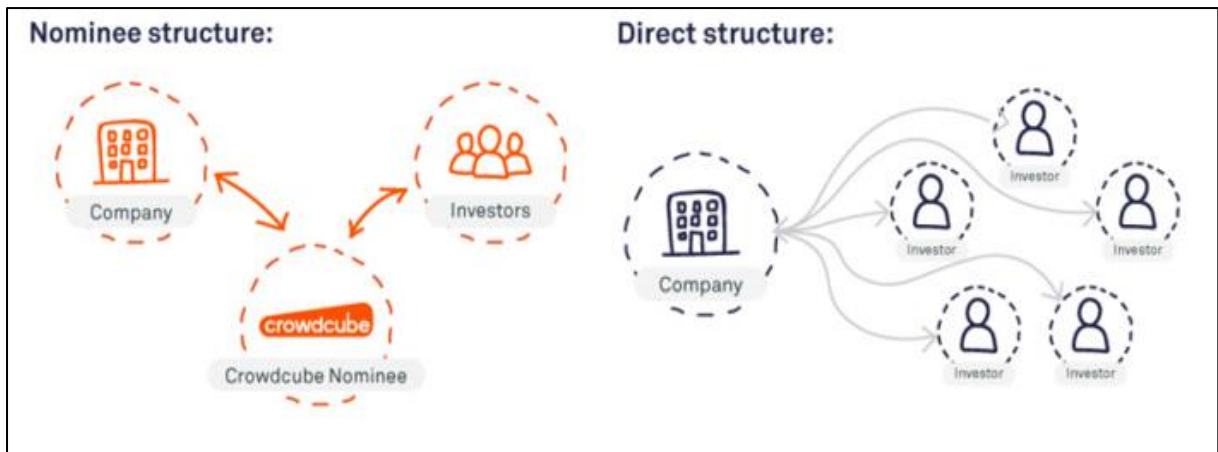 Nominee structure:
Company
Investors
crowdcube
Crowdcube Nominee
Direct structure:
Investor
Investor
Investor
Company
Investor
Investor